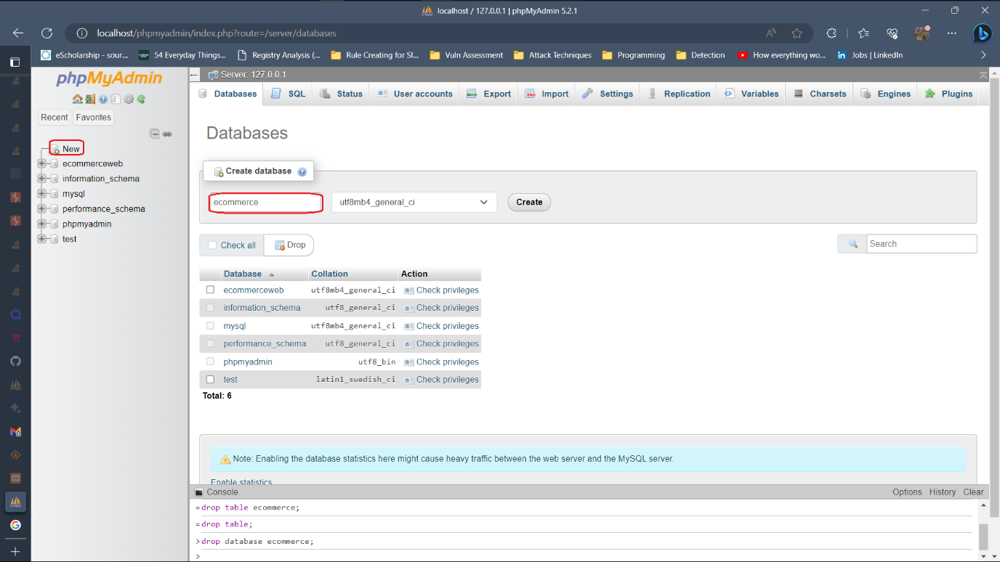 localhost / 127.0.0.1 | phpMyAdmin 5.2.1
localhost/phpmyadmin/index.php?route=/server/databases
eScholarship - sour... 54 Everyday Things... Registry Analysis (... Rule Creating for SI... Vuln Assessment Attack Techniques Programming Detection How everything wo... Jobs | LinkedIn
phpMyAdmin
Recent Favorites
New
ecommerceweb
information_schema
mysql
performance_schema
phpmyadmin
test
Server: 127.0.0.1
Databases SQL Status User accounts Export Import Settings Replication Variables Charsets Engines Plugins
Databases
Create database
ecommerce utf8mb4_general_ci Create
Check all Drop Search
Database Collation Action
ecommerceweb utf8mb4_general_ci Check privileges
information_schema utf8_general_ci Check privileges
mysql utf8mb4_general_ci Check privileges
performance_schema utf8_general_ci Check privileges
phpmyadmin utf8_bin Check privileges
test latin1_swedish_ci Check privileges
Total: 6
Note: Enabling the database statistics here might cause heavy traffic between the web server and the MySQL server.
Enable statistics
Console Options History Clear
=drop table ecommerce;
=drop table;
>drop database ecommerce;
>